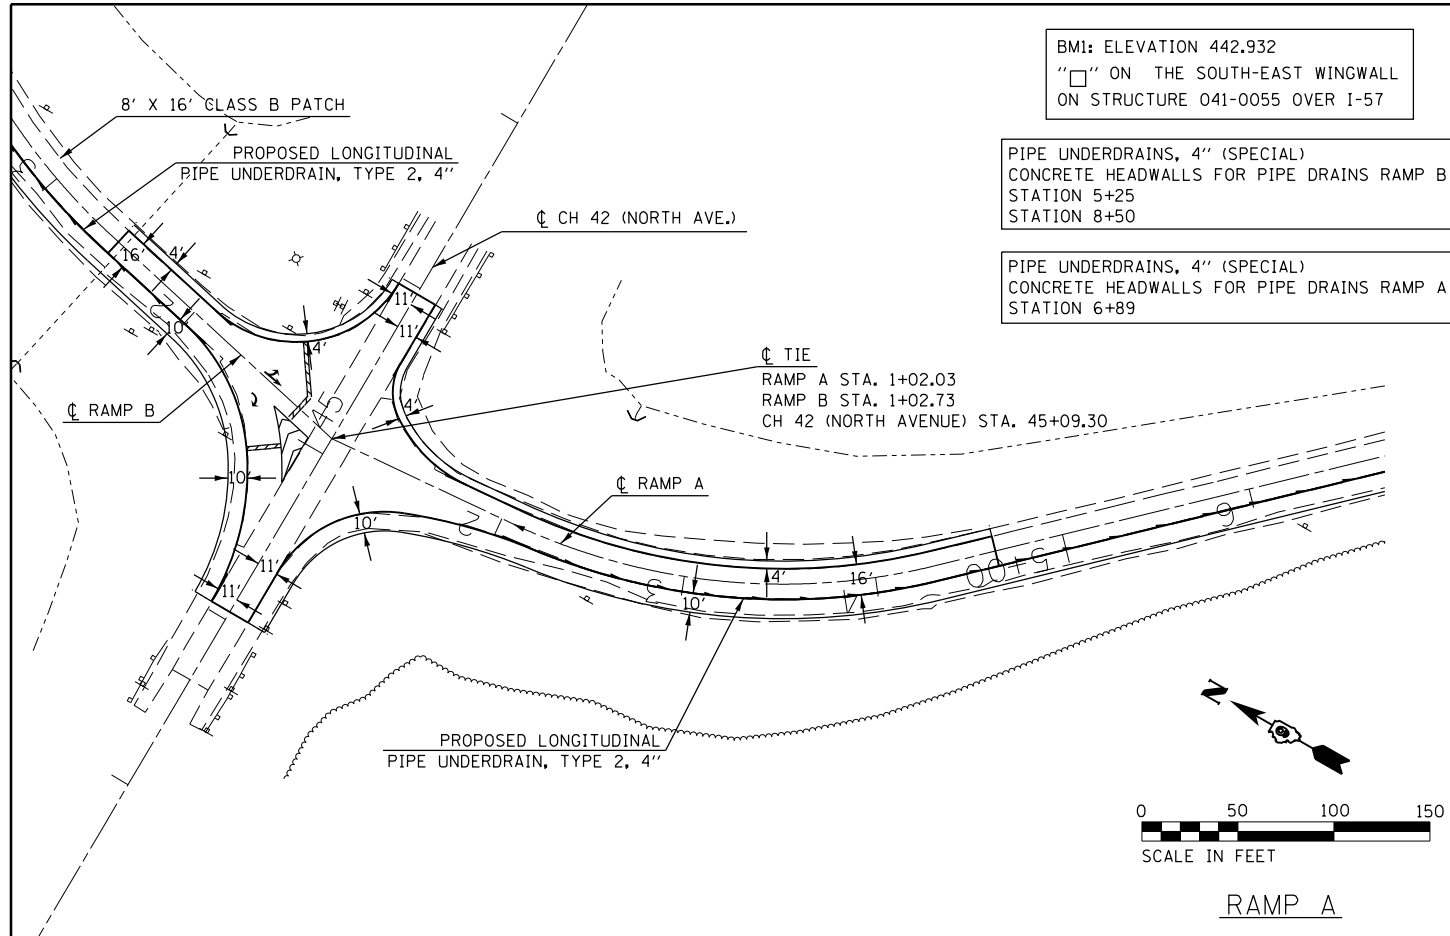 BM1: ELEVATION 442.932
"□" ON THE SOUTH-EAST WINGWALL
ON STRUCTURE 041-0055 OVER I-57
8' X 16' CLASS B PATCH
PROPOSED LONGITUDINAL
PIPE UNDERDRAIN, TYPE 2, 4''
PIPE UNDERDRAINS, 4'' (SPECIAL)
CONCRETE HEADWALLS FOR PIPE DRAINS RAMP B
STATION 5+25
STATION 8+50
℄ CH 42 (NORTH AVE.)
PIPE UNDERDRAINS, 4'' (SPECIAL)
CONCRETE HEADWALLS FOR PIPE DRAINS RAMP A
STATION 6+89
3
16'
4'
2
10'
4'
11'
11'
℄ TIE
RAMP A STA. 1+02.03
RAMP B STA. 1+02.73
CH 42 (NORTH AVENUE) STA. 45+09.30
℄ RAMP B
4'
10'
℄ RAMP A
10'
2
11'
11'
3
10'
4'
16'
4
5+00
6
PROPOSED LONGITUDINAL
PIPE UNDERDRAIN, TYPE 2, 4''
N
0 50 100 150
SCALE IN FEET
RAMP A